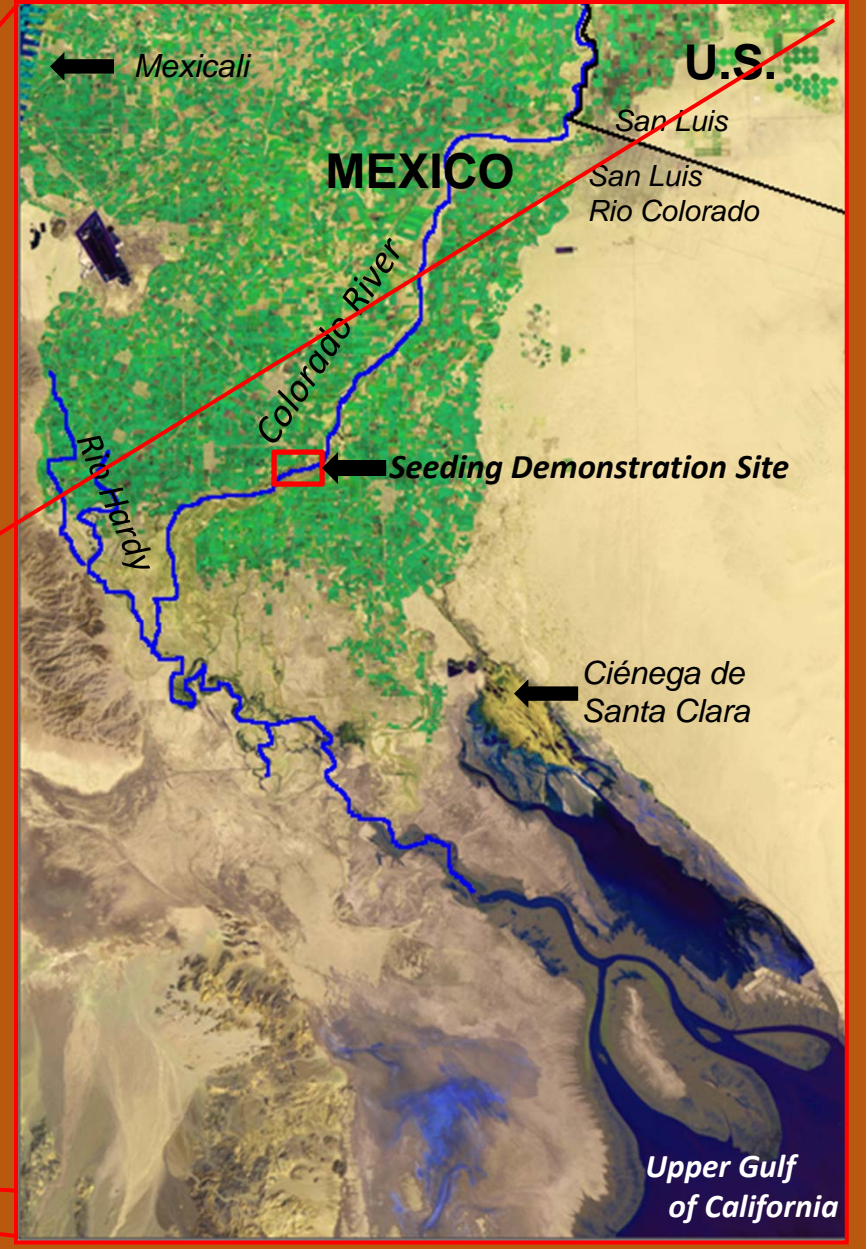 Mexicali
U.S.
San Luis
MEXICO
San Luis
Rio Colorado
Colorado River
Rio Hardy
Seeding Demonstration Site
Ciénega de
Santa Clara
Upper Gulf
of California